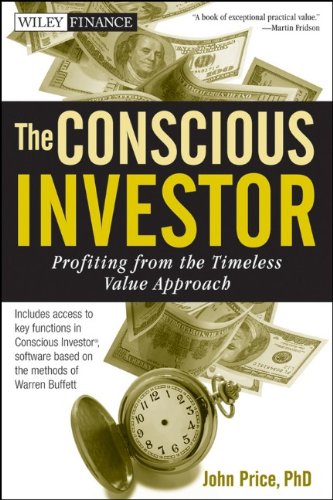 WILEY FINANCE
"A book of exceptional practical value."
—Martin Fridson
The CONSCIOUS
INVESTOR
Profiting from the Timeless
Value Approach
Includes access to
key functions in
Conscious Investor®,
software based on
the methods of
Warren Buffett
John Price, PhD